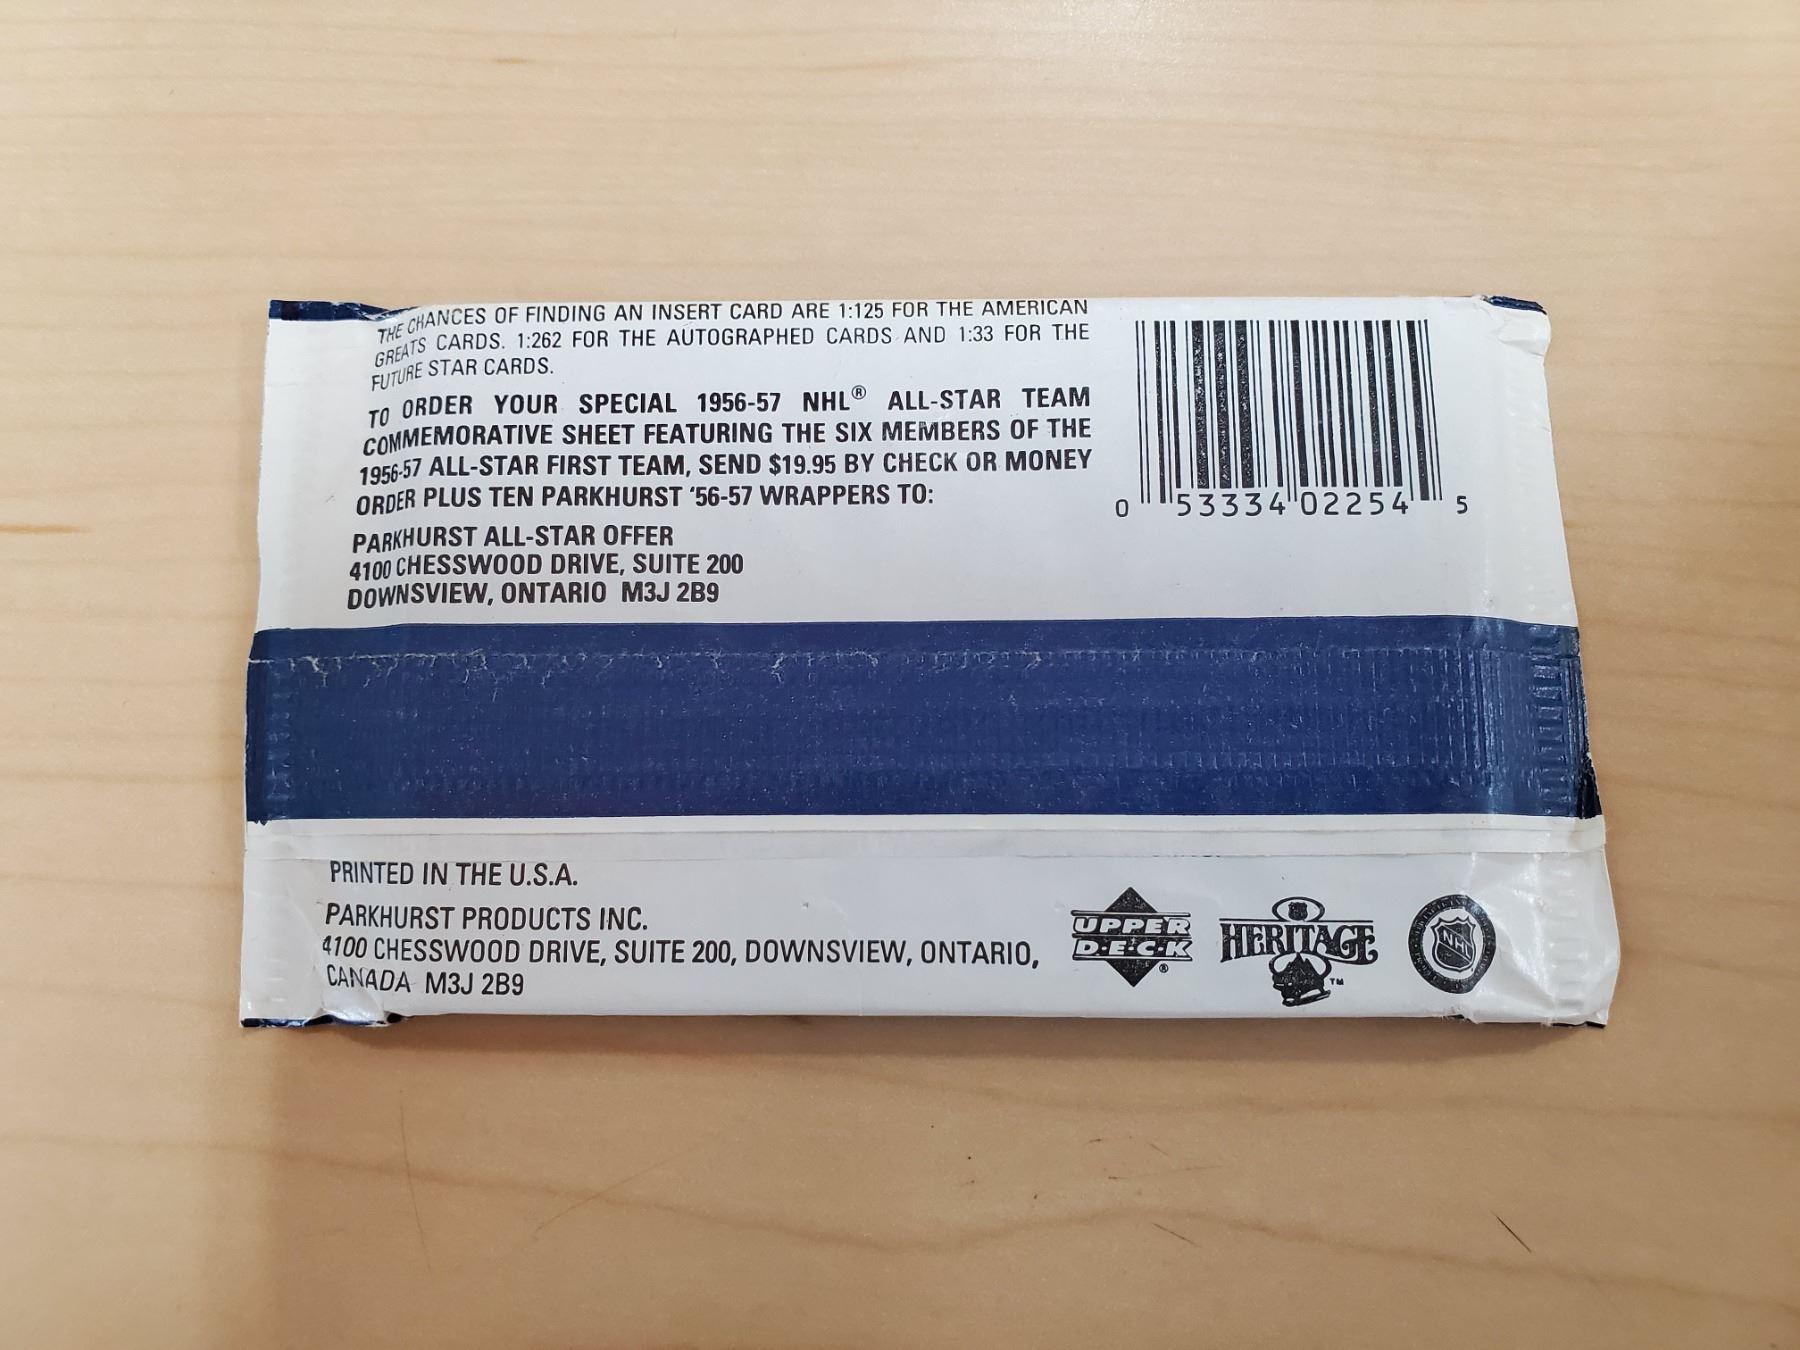 THE CHANCES OF FINDING AN INSERT CARD ARE 1:125 FOR THE AMERICAN
GREATS CARDS. 1:262 FOR THE AUTOGRAPHED CARDS AND 1:33 FOR THE
FUTURE STAR CARDS.
TO ORDER YOUR SPECIAL 1956-57 NHL® ALL-STAR TEAM
COMMEMORATIVE SHEET FEATURING THE SIX MEMBERS OF THE
1956-57 ALL-STAR FIRST TEAM, SEND $19.95 BY CHECK OR MONEY
ORDER PLUS TEN PARKHURST '56-57 WRAPPERS TO:
PARKHURST ALL-STAR OFFER
4100 CHESSWOOD DRIVE, SUITE 200
DOWNSVIEW, ONTARIO M3J 2B9
0 53334 02254 5
PRINTED IN THE U.S.A.
PARKHURST PRODUCTS INC.
4100 CHESSWOOD DRIVE, SUITE 200, DOWNSVIEW, ONTARIO,
CANADA M3J 2B9
UPPER
D•E•C•K ®
HERITAGE ™
NHL